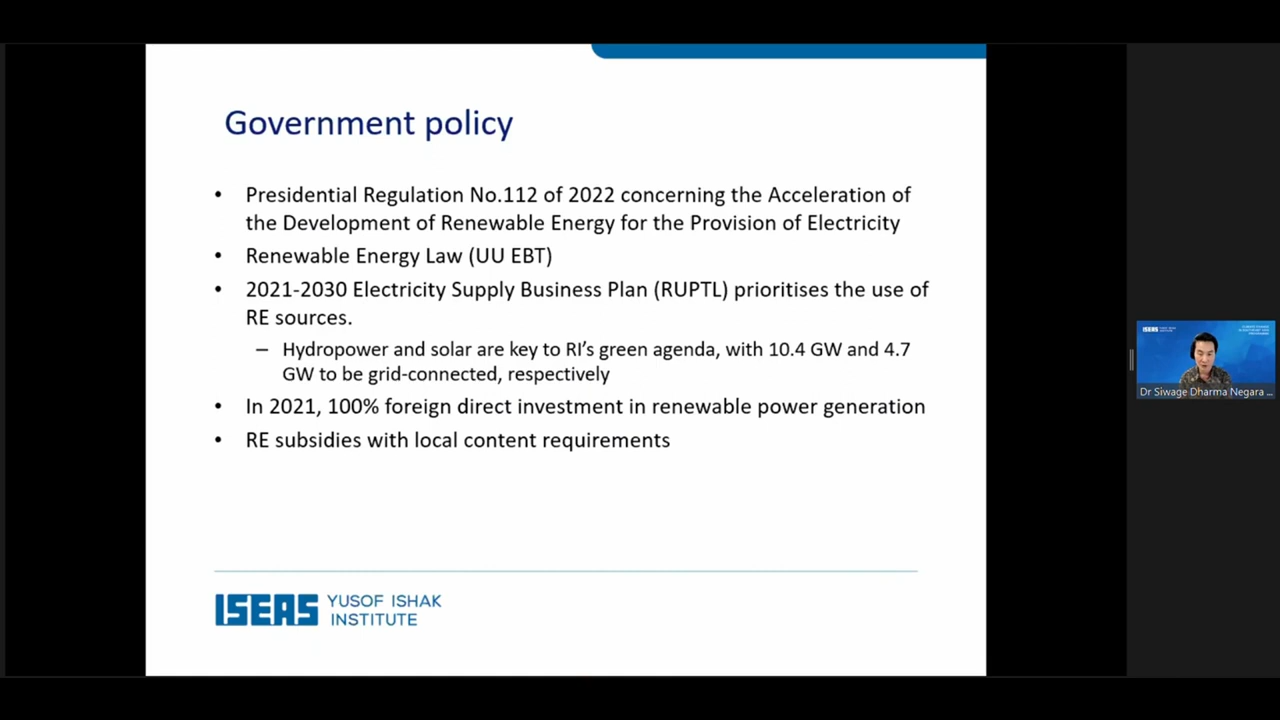 Government policy
• Presidential Regulation No.112 of 2022 concerning the Acceleration of
the Development of Renewable Energy for the Provision of Electricity
• Renewable Energy Law (UU EBT)
• 2021-2030 Electricity Supply Business Plan (RUPTL) prioritises the use of
RE sources.
– Hydropower and solar are key to RI’s green agenda, with 10.4 GW and 4.7
GW to be grid-connected, respectively
• In 2021, 100% foreign direct investment in renewable power generation
• RE subsidies with local content requirements
ISEAS YUSOF ISHAK
INSTITUTE
ISEAS
Dr Siwage Dharma Negara ...